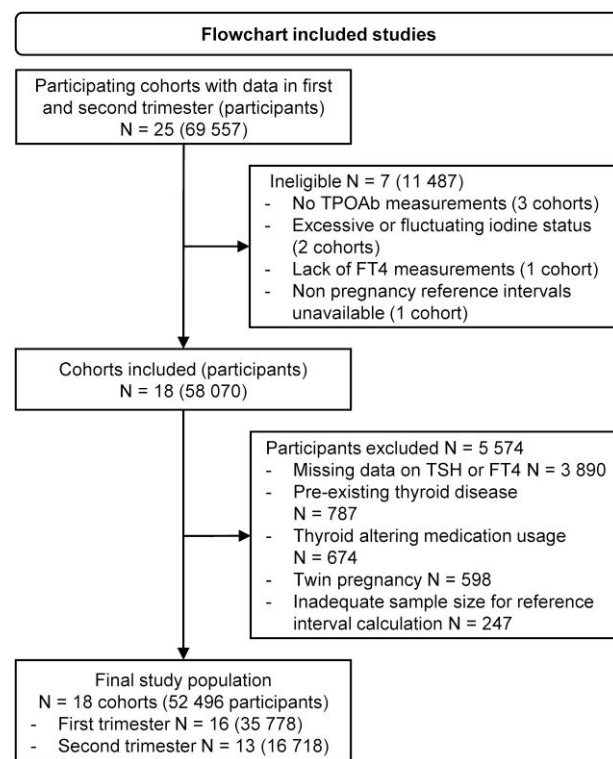 Flowchart included studies
Participating cohorts with data in first
and second trimester (participants)
N = 25 (69 557)
Ineligible N = 7 (11 487)
- No TPOAb measurements (3 cohorts)
- Excessive or fluctuating iodine status
(2 cohorts)
- Lack of FT4 measurements (1 cohort)
- Non pregnancy reference intervals
unavailable (1 cohort)
Cohorts included (participants)
N = 18 (58 070)
Participants excluded N = 5 574
- Missing data on TSH or FT4 N = 3 890
- Pre-existing thyroid disease
N = 787
- Thyroid altering medication usage
N = 674
- Twin pregnancy N = 598
- Inadequate sample size for reference
interval calculation N = 247
Final study population
N = 18 cohorts (52 496 participants)
- First trimester N = 16 (35 778)
- Second trimester N = 13 (16 718)